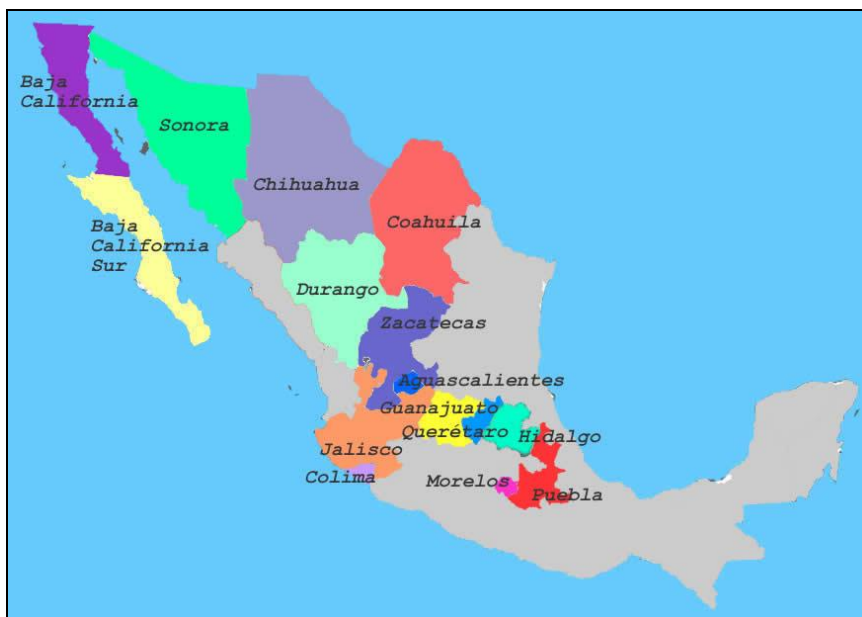 Baja
California
Sonora
Chihuahua
Coahuila
Baja
California
Sur
Durango
Zacatecas
Aguascalientes
Guanajuato
Querétaro
Hidalgo
Jalisco
Colima
Morelos
Puebla